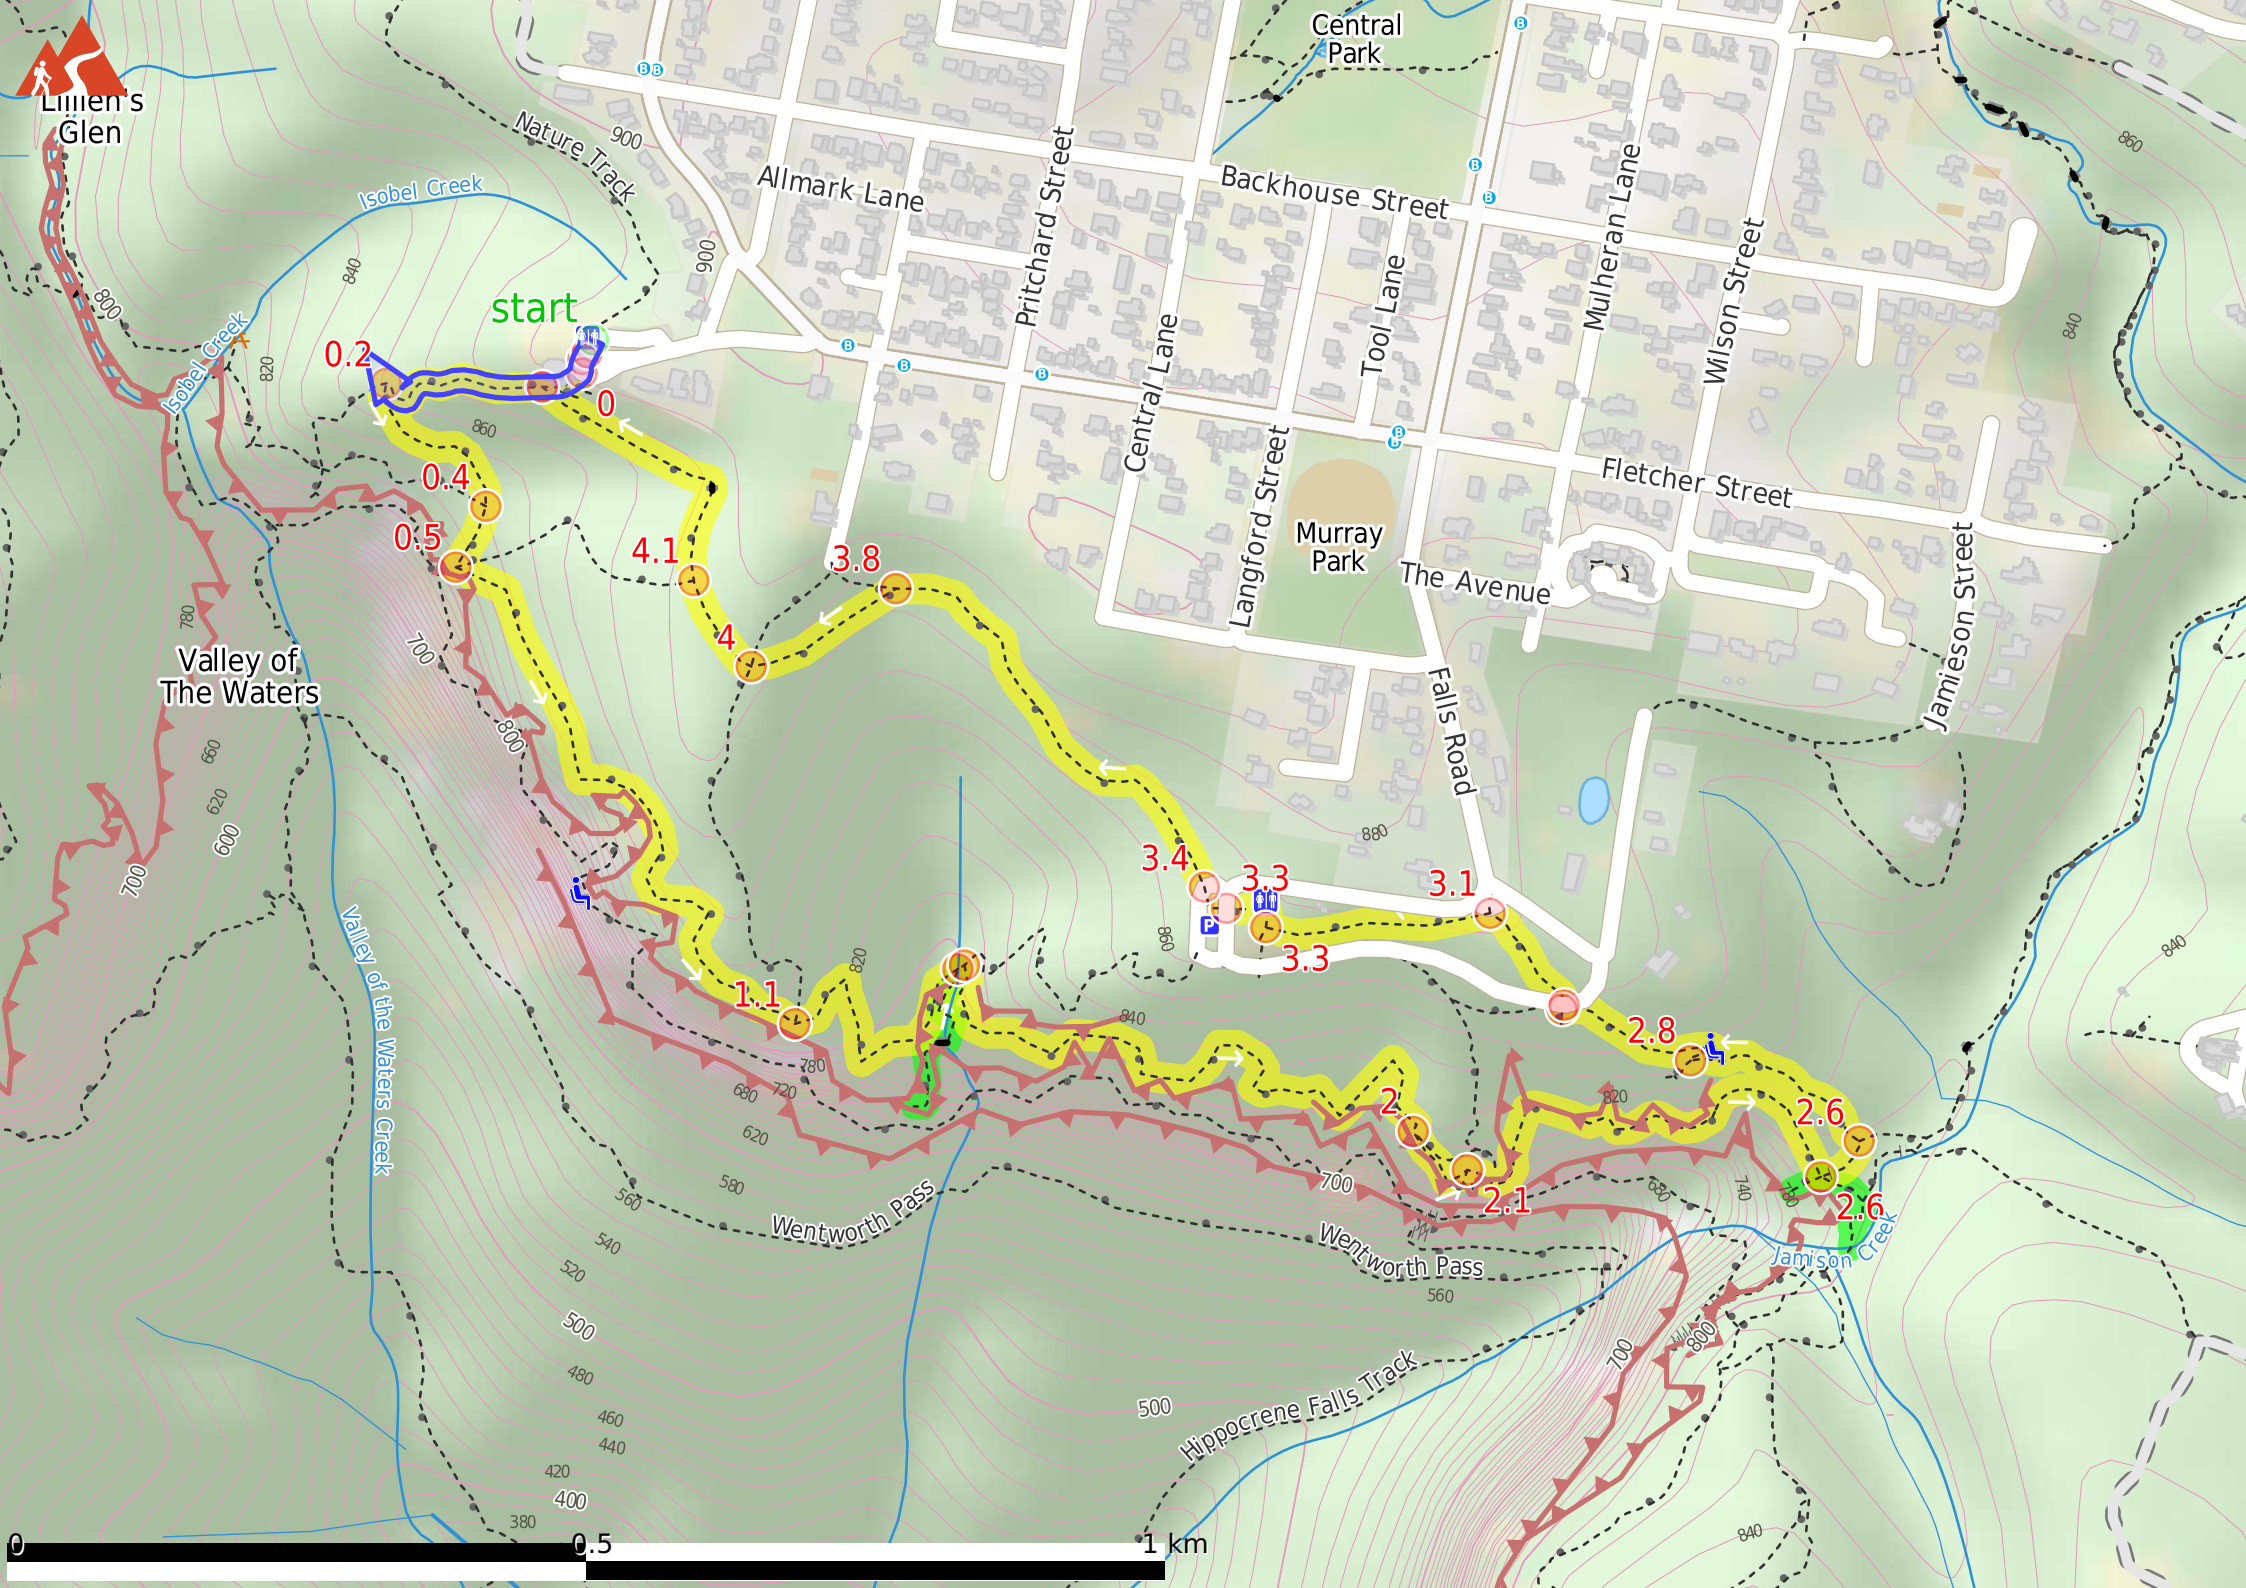 Lillien's
Glen
Central
Park
Nature Track
900
Isobel Creek
Allmark Lane
Pritchard Street
Backhouse Street
Mulheran Lane
Wilson Street
860
840
800
900
840
start
Isobel Creek
820
0.2
0
860
Central Lane
Tool Lane
Langford Street
Fletcher Street
0.4
0.5
4.1
3.8
Murray
Park
The Avenue
Jamieson Street
780
700
Valley of
The Waters
4
Falls Road
800
660
620
600
700
880
3.4
3.3
3.1
P
860
3.3
840
Valley of the Waters Creek
820
1.1
840
2.8
780
720
680
620
2
820
2.6
580
560
700
2.1
680
740
780
2.6
Jamison Creek
Wentworth Pass
Wentworth Pass
540
520
560
500
700
800
480
500
Hippocrene Falls Track
460
440
420
400
380
840
0
0.5
1 km